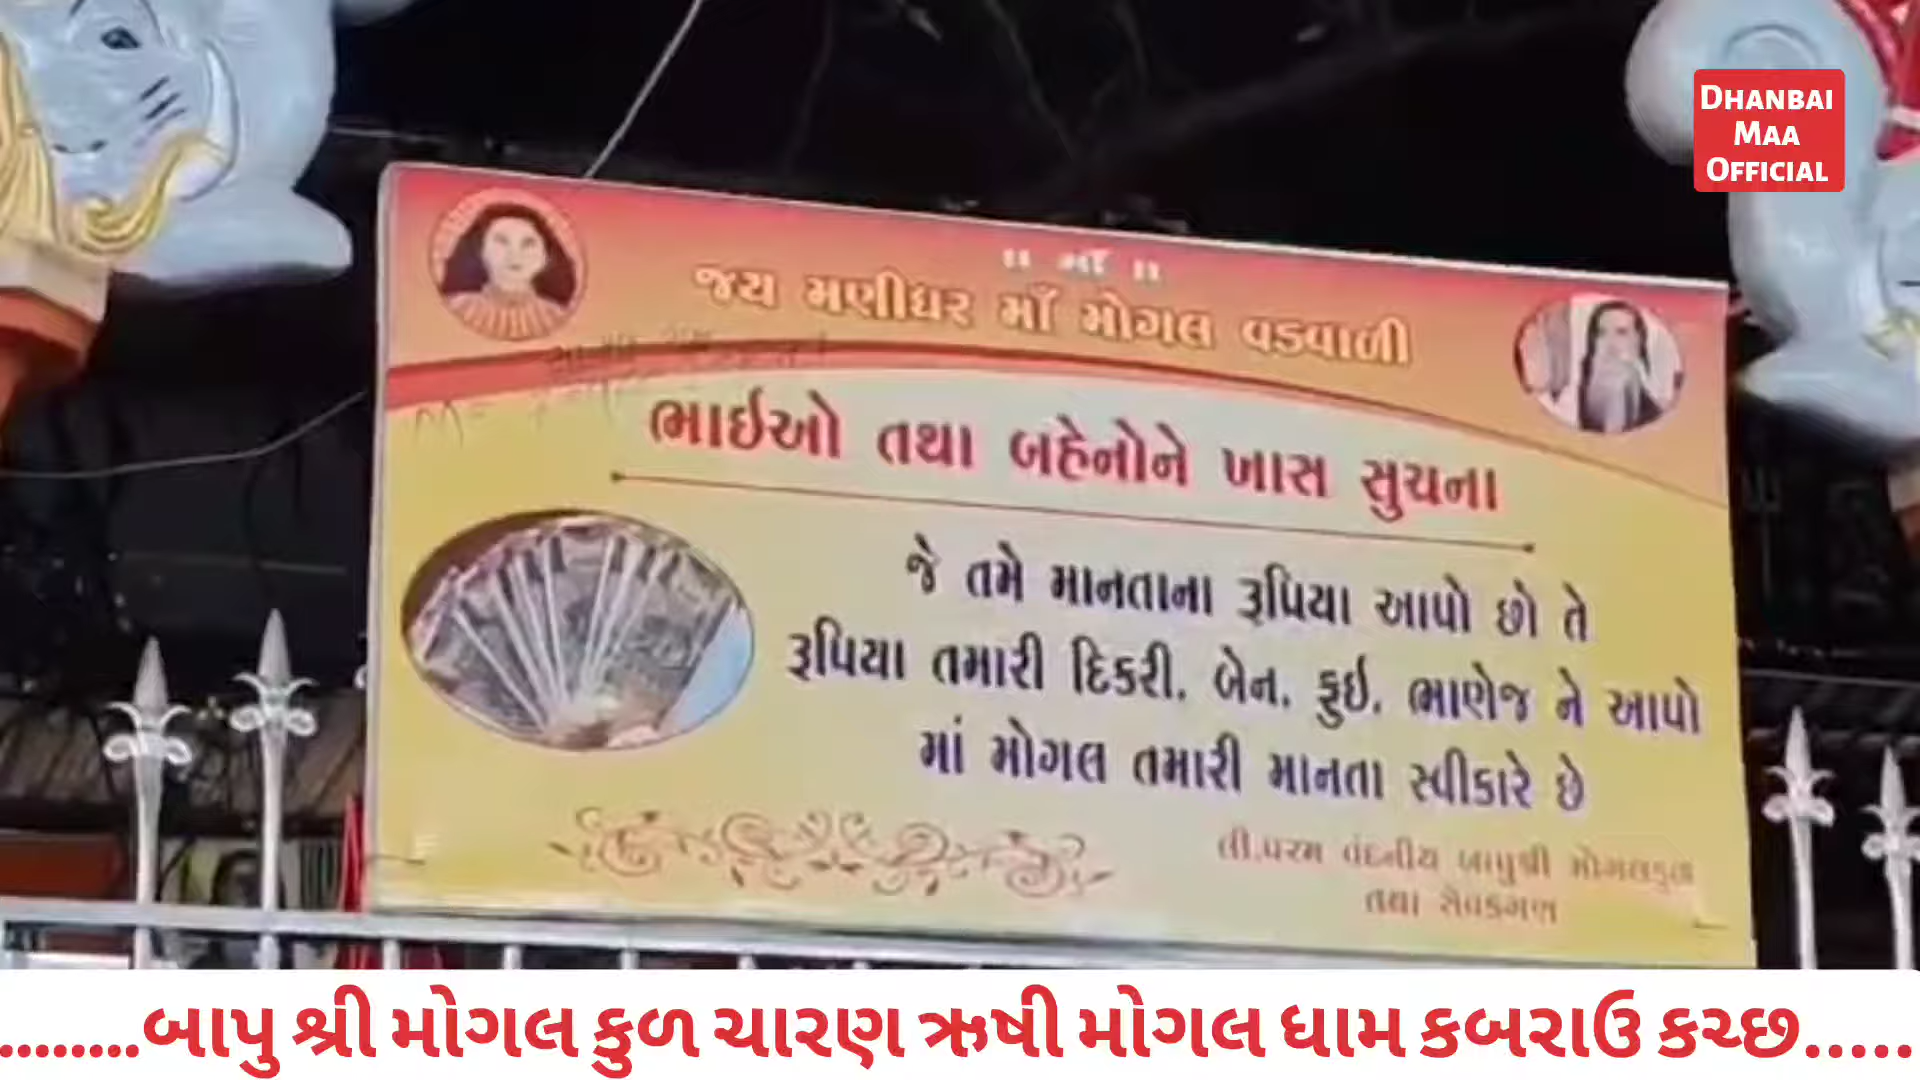 DHANBAI
MAA
OFFICIAL
॥ માઁ ॥
જય મણીધર માઁ મોગલ વડવાળી
ભાઇઓ તથા બહેનોને ખાસ સુચના
જે તમે માનતાના રૂપિયા આપો છો તે
રૂપિયા તમારી દિકરી, બેન, ફુઇ, ભાણેજ ને આપો
માં મોગલ તમારી માનતા સ્વીકારે છે
લી.પરમ વંદનીય બાપુશ્રી મોગલકુળ
તથા સેવકગણ
........બાપુ શ્રી મોગલ કુળ ચારણ ઋષી મોગલ ધામ કબરાઉ કચ્છ.....